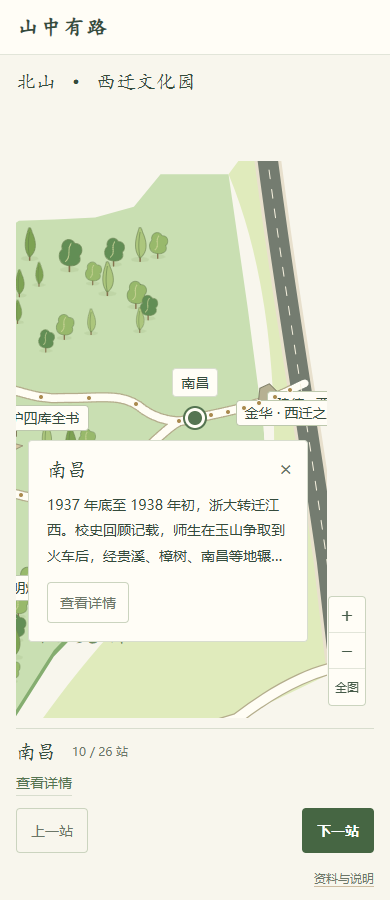 山中有路
北山 • 西迁文化园
南昌
金华 · 西迁之
护四库全书
南昌
×
1937 年底至 1938 年初，浙大转迁江
西。校史回顾记载，师生在玉山争取到
火车后，经贵溪、樟树、南昌等地辗…
查看详情
+
−
全图
南昌 10 / 26 站
查看详情
上一站
下一站
资料与说明